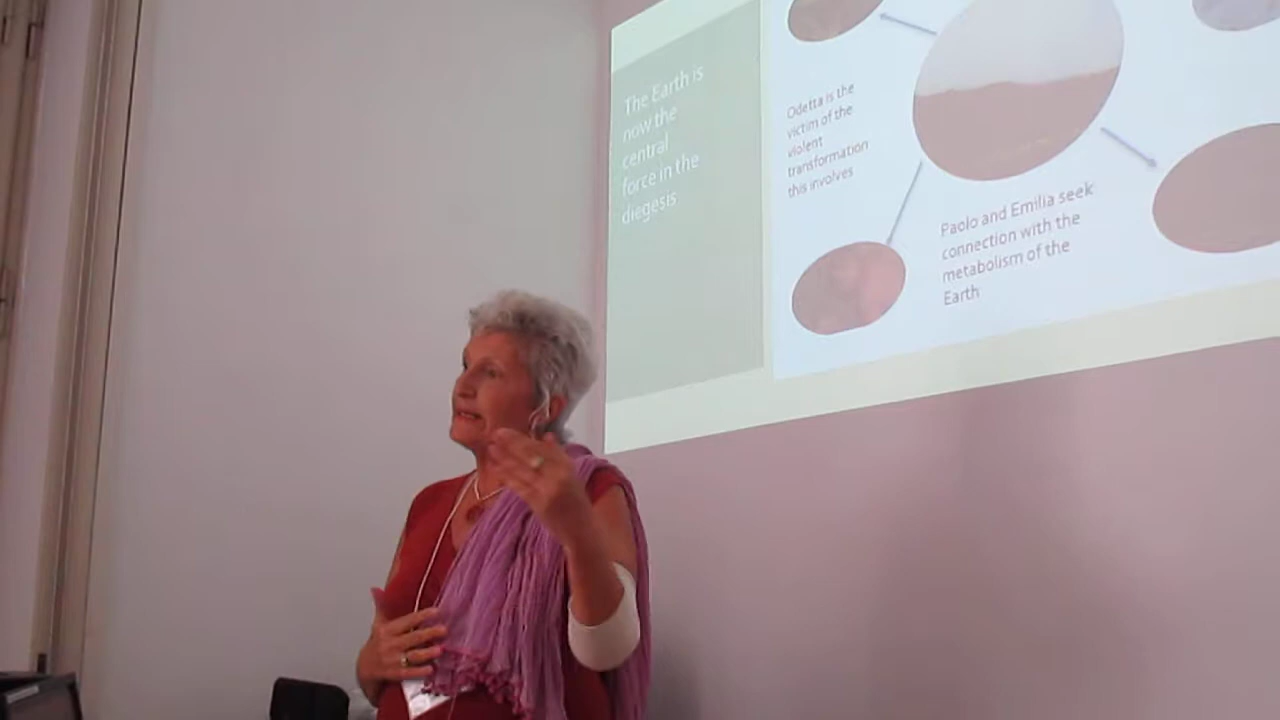 The Earth is
now the
central
force in the
diegesis
Odetta is the
victim of the
violent
transformation
this involves
Paolo and Emilia seek
connection with the
metabolism of the
Earth